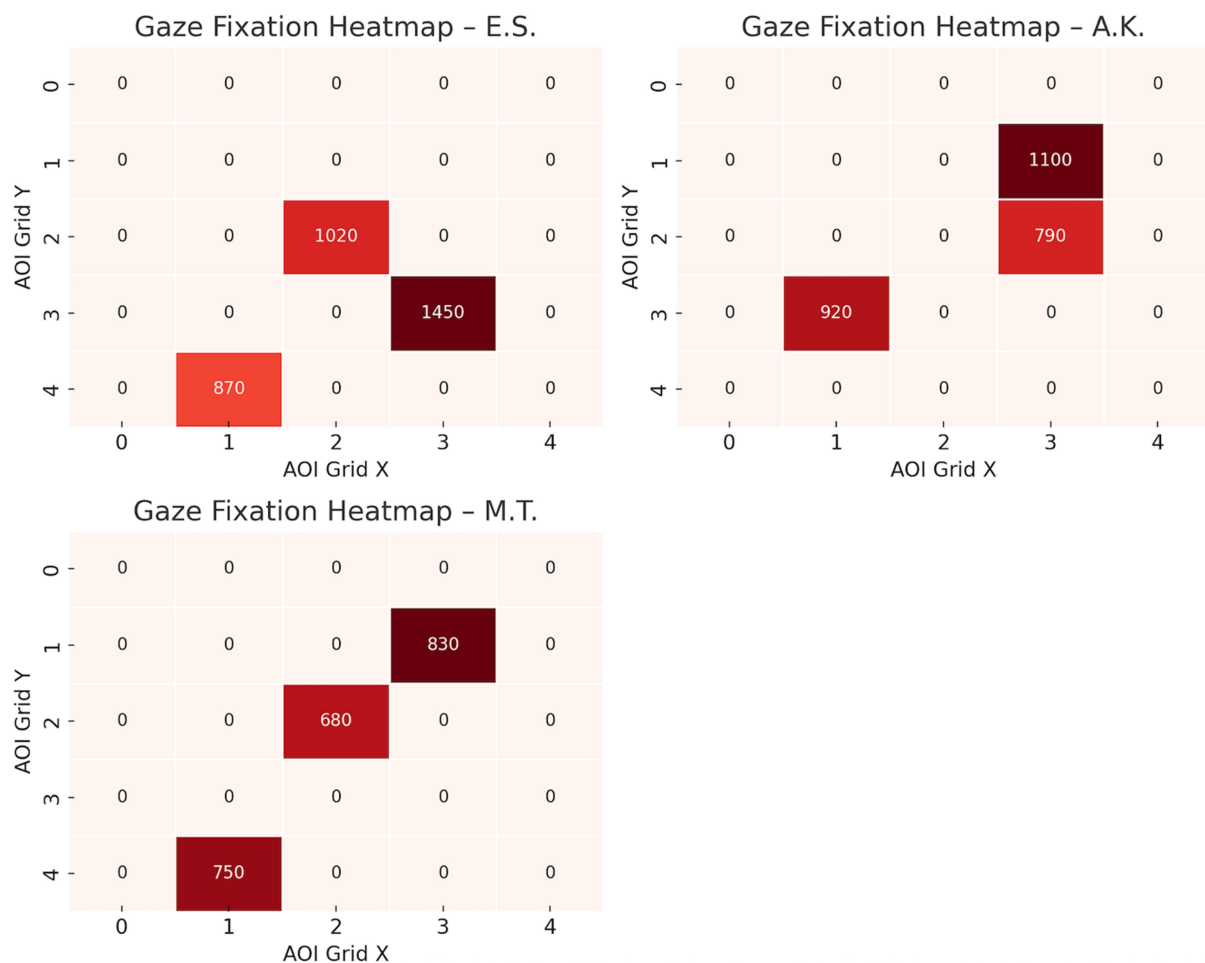 Gaze Fixation Heatmap – E.S.
AOI Grid Y
0 0 0 0 0 0
1 0 0 0 0 0
2 0 0 1020 0 0
3 0 0 0 1450 0
4 0 870 0 0 0
0 1 2 3 4
AOI Grid X
Gaze Fixation Heatmap – A.K.
AOI Grid Y
0 0 0 0 0 0
1 0 0 0 1100 0
2 0 0 0 790 0
3 0 920 0 0 0
4 0 0 0 0 0
0 1 2 3 4
AOI Grid X
Gaze Fixation Heatmap – M.T.
AOI Grid Y
0 0 0 0 0 0
1 0 0 0 830 0
2 0 0 680 0 0
3 0 0 0 0 0
4 0 750 0 0 0
0 1 2 3 4
AOI Grid X